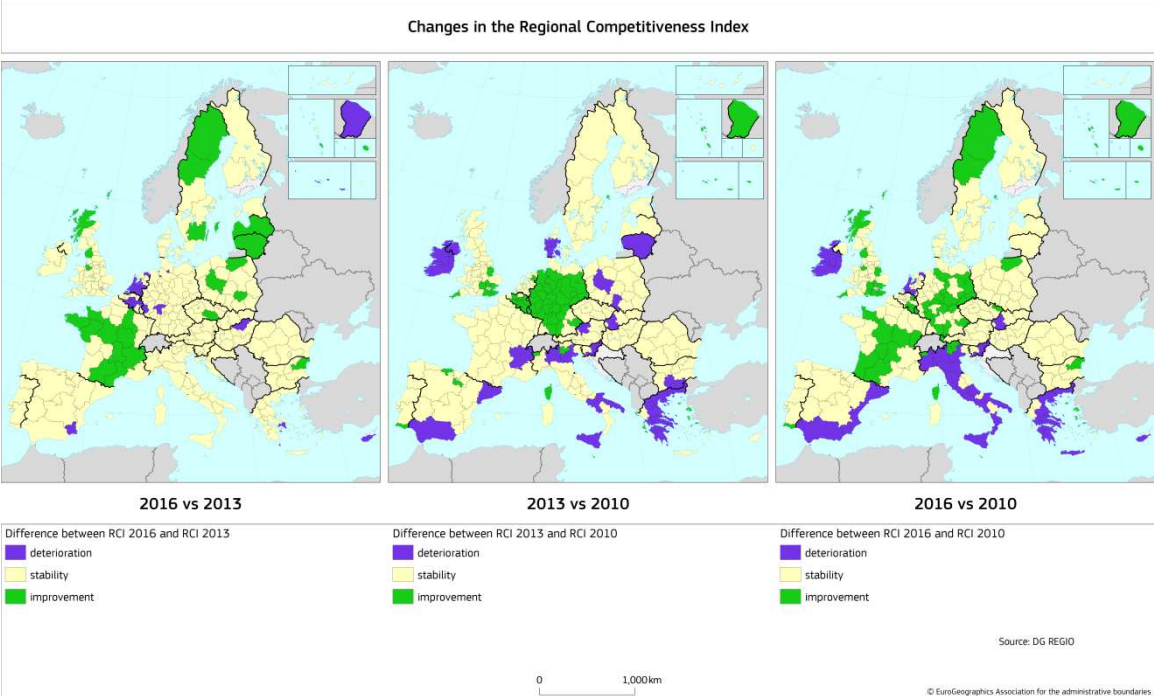 Changes in the Regional Competitiveness Index
2016 vs 2013
2013 vs 2010
2016 vs 2010
Difference between RCI 2016 and RCI 2013
deterioration
stability
improvement
Difference between RCI 2013 and RCI 2010
deterioration
stability
improvement
Difference between RCI 2016 and RCI 2010
deterioration
stability
improvement
Source: DG REGIO
0 1,000km
© EuroGeographics Association for the administrative boundaries